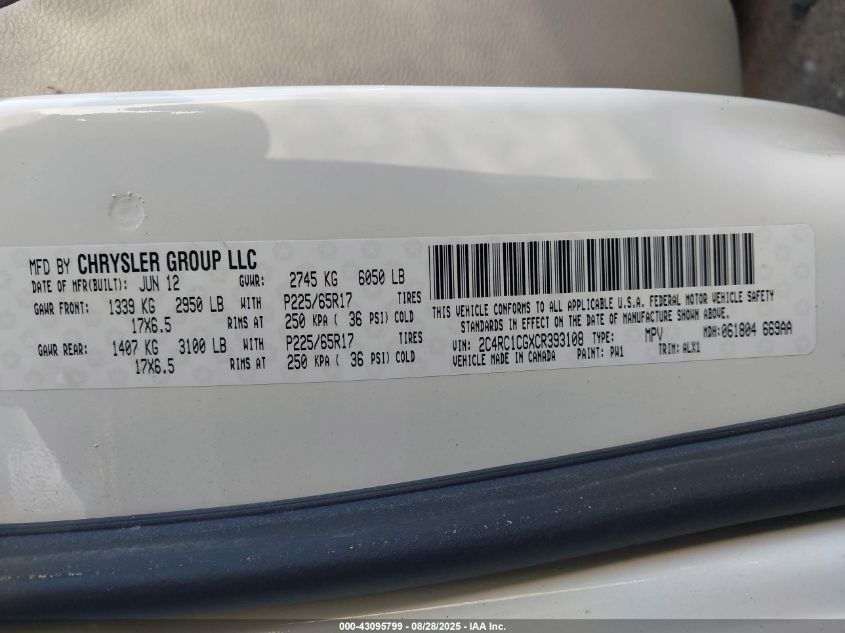 MFD BY CHRYSLER GROUP LLC
DATE OF MFR(BUILT): JUN 12 GVWR: 2745 KG 6050 LB
GAWR FRONT: 1339 KG 2950 LB WITH P225/65R17 TIRES
17X6.5 RIMS AT 250 KPA ( 36 PSI) COLD
GAWR REAR: 1407 KG 3100 LB WITH P225/65R17 TIRES
17X6.5 RIMS AT 250 KPA ( 36 PSI) COLD
THIS VEHICLE CONFORMS TO ALL APPLICABLE U.S.A. FEDERAL MOTOR VEHICLE SAFETY
STANDARDS IN EFFECT ON THE DATE OF MANUFACTURE SHOWN ABOVE.
VIN: 2C4RC1CGXCR393108 TYPE: MPV MDH: 061804 669AA
VEHICLE MADE IN CANADA PAINT: PW1 TRIM: ALX1
000-43095799 - 08/28/2025 - IAA Inc.